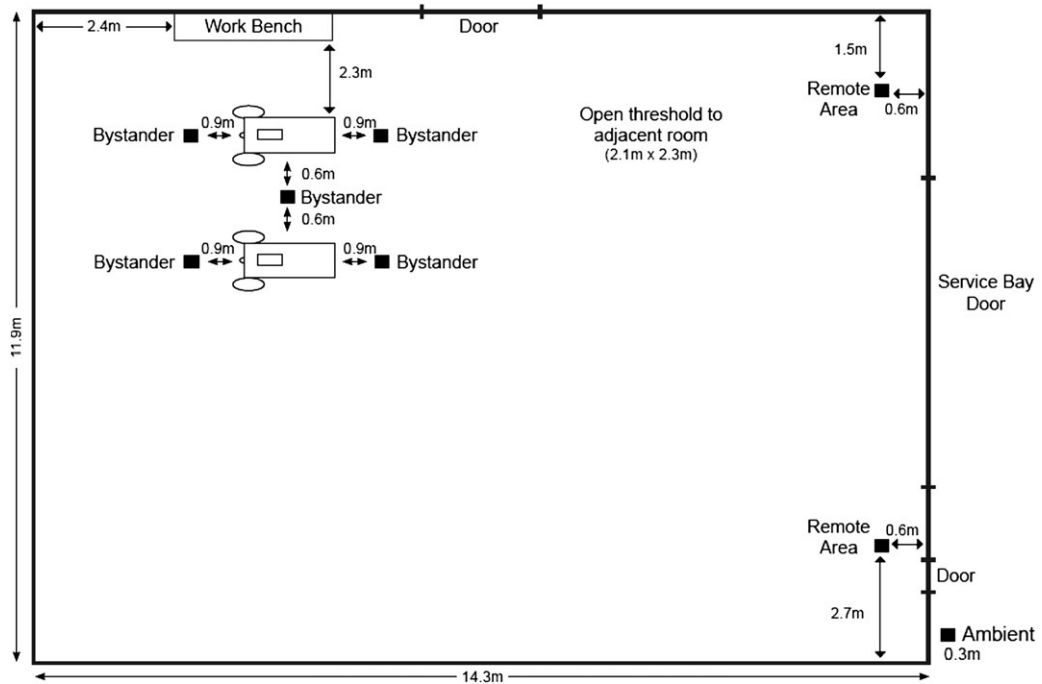 2.4m
Work Bench
Door
1.5m
2.3m
Remote
Area
0.6m
Open threshold to
adjacent room
(2.1m x 2.3m)
Bystander
0.9m
0.9m
Bystander
0.6m
Bystander
0.6m
Bystander
0.9m
0.9m
Bystander
Service Bay
Door
11.9m
Remote
Area
0.6m
Door
2.7m
Ambient
0.3m
14.3m